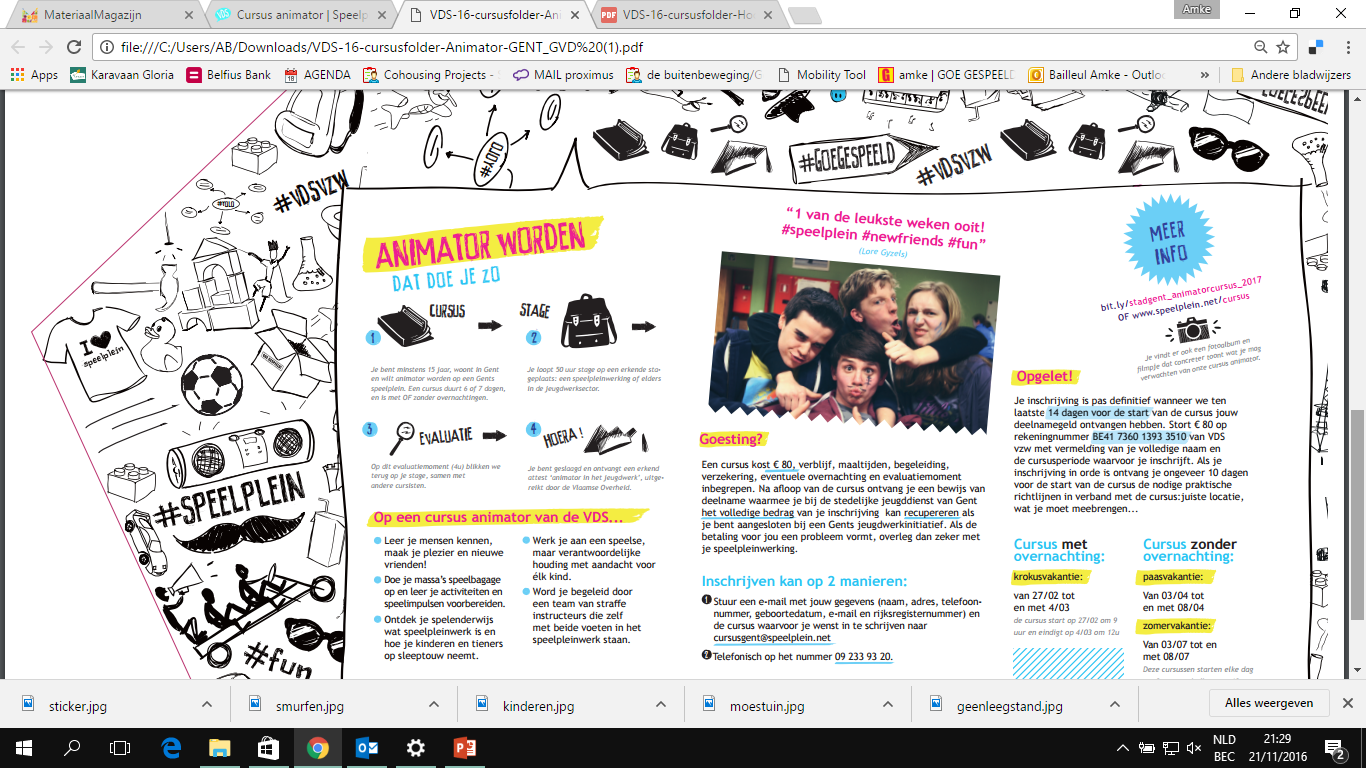 Amke
MateriaalMagazijn
Cursus animator | Speelp
VDS-16-cursusfolder-Ani
VDS-16-cursusfolder-Ho
file:///C:/Users/AB/Downloads/VDS-16-cursusfolder-Animator-GENT_GVD%20(1).pdf
Apps
Karavaan Gloria
Belfius Bank
AGENDA
Cohousing Projects -
MAIL proximus
de buitenbeweging/G
Mobility Tool
amke | GOE GESPEELD
Bailleul Amke - Outlo
»
Andere bladwijzers
#YOLO
#GOEGESPEELD
#VDSVZW
#VDSVZW
#YOLO
I speelplein
#SPEELPLEIN
#fun
ANIMATOR WORDEN
DAT DOE JE ZO
1 CURSUS
Je bent minstens 15 jaar, woont in Gent
en wilt animator worden op een Gents
speelplein. Een cursus duurt 6 of 7 dagen,
en is met OF zonder overnachtingen.
STAGE
2
Je loopt 50 uur stage op een erkende sta-
geplaats: een speelpleinwerking of elders
in de jeugdwerksector.
3 EVALUATIE
Op dit evaluatiemoment (4u) blikken we
terug op je stage, samen met
andere cursisten.
4 HOERA!
Je bent geslaagd en ontvangt een erkend
attest 'animator in het jeugdwerk', uitge-
reikt door de Vlaamse Overheid.
Op een cursus animator van de VDS...
Leer je mensen kennen,
maak je plezier en nieuwe
vrienden!
Doe je massa's speelbagage
op en leer je activiteiten en
speelimpulsen voorbereiden.
Ontdek je spelenderwijs
wat speelpleinwerk is en
hoe je kinderen en tieners
op sleeptouw neemt.
Werk je aan een speelse,
maar verantwoordelijke
houding met aandacht voor
élk kind.
Word je begeleid door
een team van straffe
instructeurs die zelf
met beide voeten in het
speelpleinwerk staan.
“1 van de leukste weken ooit!
#speelplein #newfriends #fun”
(Lore Gyzels)
Goesting?
Een cursus kost € 80, verblijf, maaltijden, begeleiding,
verzekering, eventuele overnachting en evaluatiemoment
inbegrepen. Na afloop van de cursus ontvang je een bewijs van
deelname waarmee je bij de stedelijke jeugddienst van Gent
het volledige bedrag van je inschrijving kan recupereren als
je bent aangesloten bij een Gents jeugdwerkinitiatief. Als de
betaling voor jou een probleem vormt, overleg dan zeker met
je speelpleinwerking.
Inschrijven kan op 2 manieren:
1 Stuur een e-mail met jouw gegevens (naam, adres, telefoon-
nummer, geboortedatum, e-mail en rijksregisternummer) en
de cursus waarvoor je wenst in te schrijven naar
cursusgent@speelplein.net
2 Telefonisch op het nummer 09 233 93 20.
MEER
INFO
bit.ly/stadgent_animatorcursus_2017
OF www.speelplein.net/cursus
Je vindt er ook een fotoalbum en
filmpje dat concreter toont wat je mag
verwachten van onze cursus animator.
Opgelet!
Je inschrijving is pas definitief wanneer we ten
laatste 14 dagen voor de start van de cursus jouw
deelnamegeld ontvangen hebben. Stort € 80 op
rekeningnummer BE41 7360 1393 3510 van VDS
vzw met vermelding van je volledige naam en
de cursusperiode waarvoor je inschrijft. Als je
inschrijving in orde is ontvang je ongeveer 10 dagen
voor de start van de cursus de nodige praktische
richtlijnen in verband met de cursus:juiste locatie,
wat je moet meebrengen...
Cursus met
overnachting:
krokusvakantie:
van 27/02 tot
en met 4/03
de cursus start op 27/02 om 9
uur en eindigt op 4/03 om 12u
Cursus zonder
overnachting:
paasvakantie:
Van 03/04 tot
en met 08/04
zomervakantie:
Van 03/07 tot en
met 08/07
Deze cursussen starten elke dag
sticker.jpg
smurfen.jpg
kinderen.jpg
moestuin.jpg
geenleegstand.jpg
Alles weergeven
NLD
BEC
21:29
21/11/2016
2